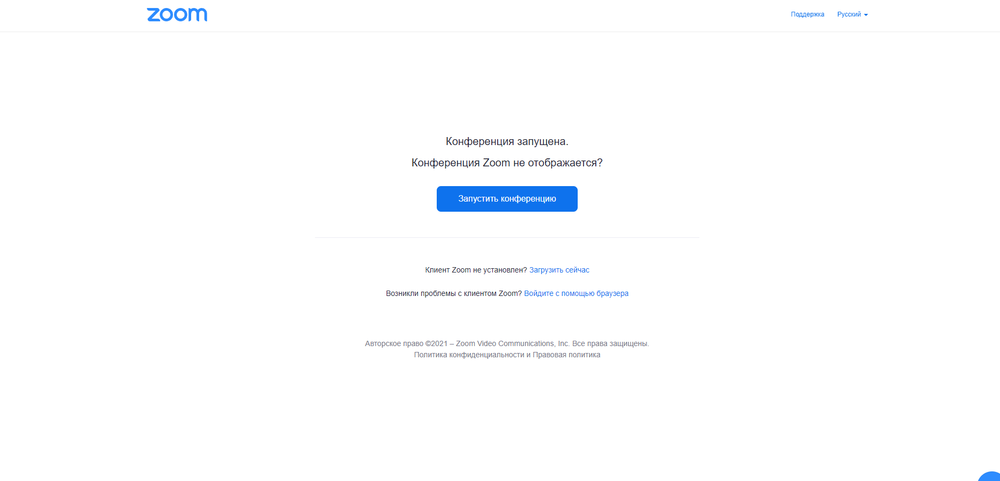 zoom
Поддержка
Русский
Конференция запущена.
Конференция Zoom не отображается?
Запустить конференцию
Клиент Zoom не установлен? Загрузить сейчас
Возникли проблемы с клиентом Zoom? Войдите с помощью браузера
Авторское право ©2021 – Zoom Video Communications, Inc. Все права защищены.
Политика конфиденциальности и Правовая политика